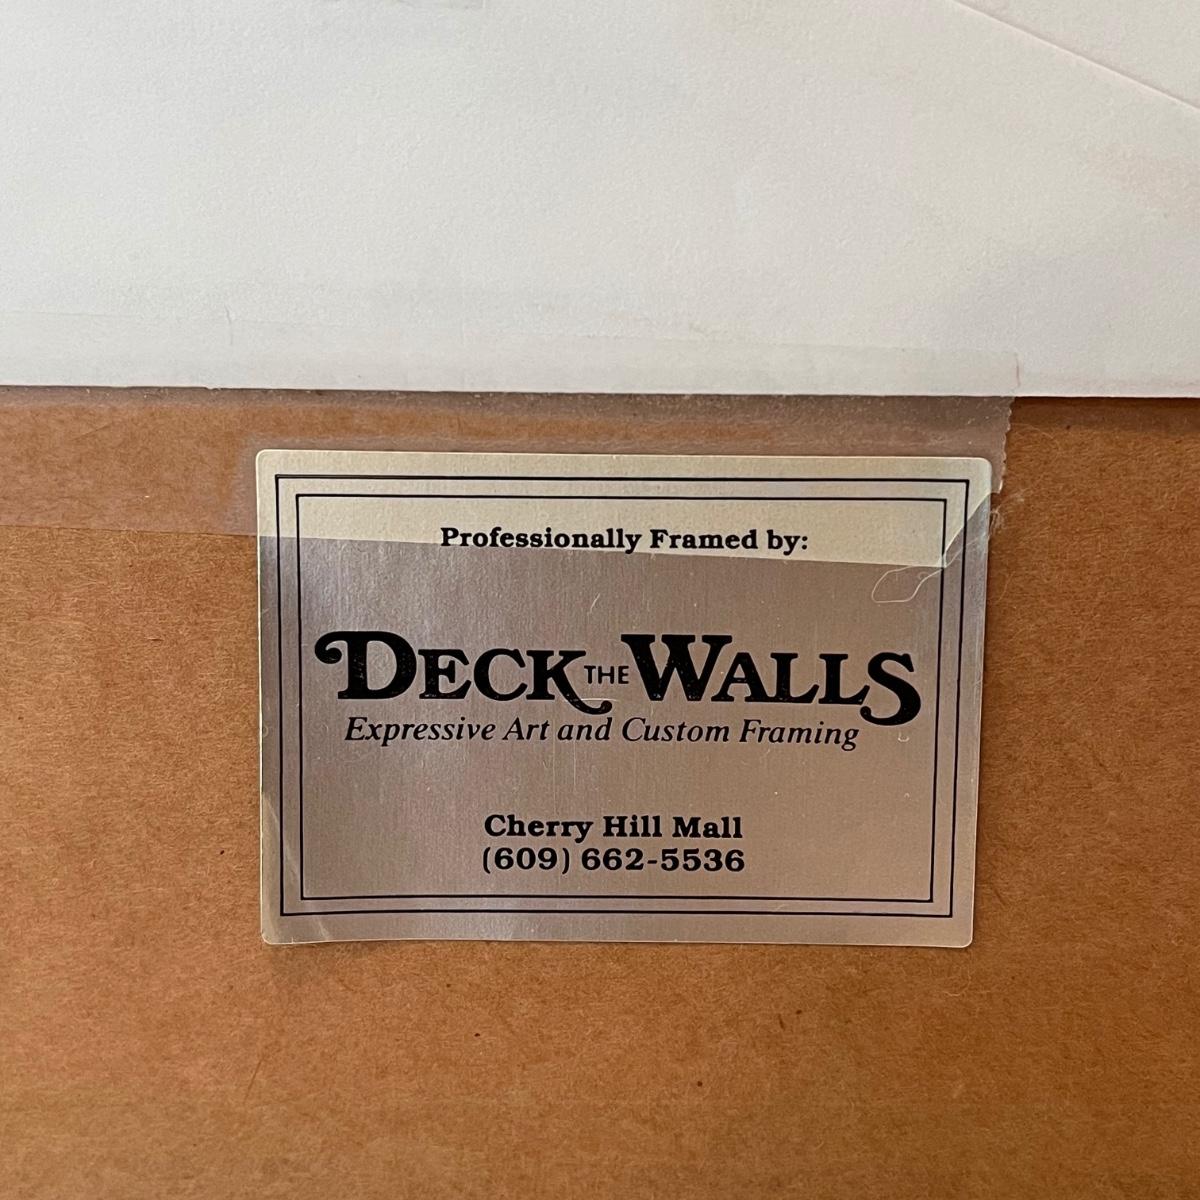 Professionally Framed by:
DECK THE WALLS
Expressive Art and Custom Framing
Cherry Hill Mall
(609) 662-5536